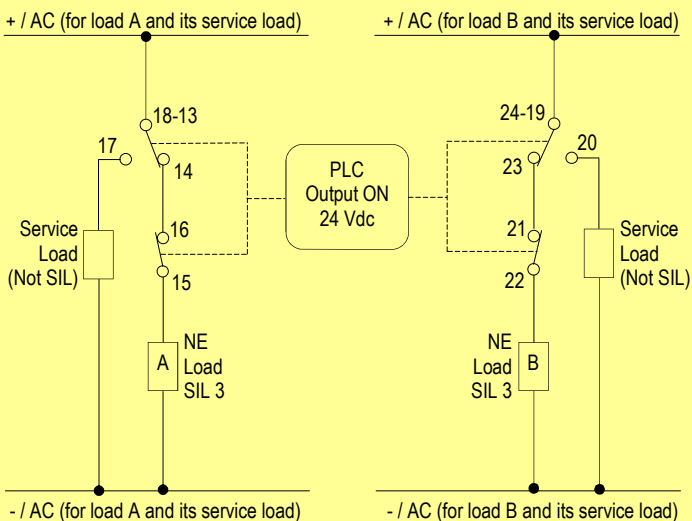 + / AC (for load A and its service load)
+ / AC (for load B and its service load)
18-13
17
14
16
15
Service
Load
(Not SIL)
A
NE
Load
SIL 3
PLC
Output ON
24 Vdc
24-19
20
23
21
22
NE
Load
SIL 3
B
Service
Load
(Not SIL)
- / AC (for load A and its service load)
- / AC (for load B and its service load)